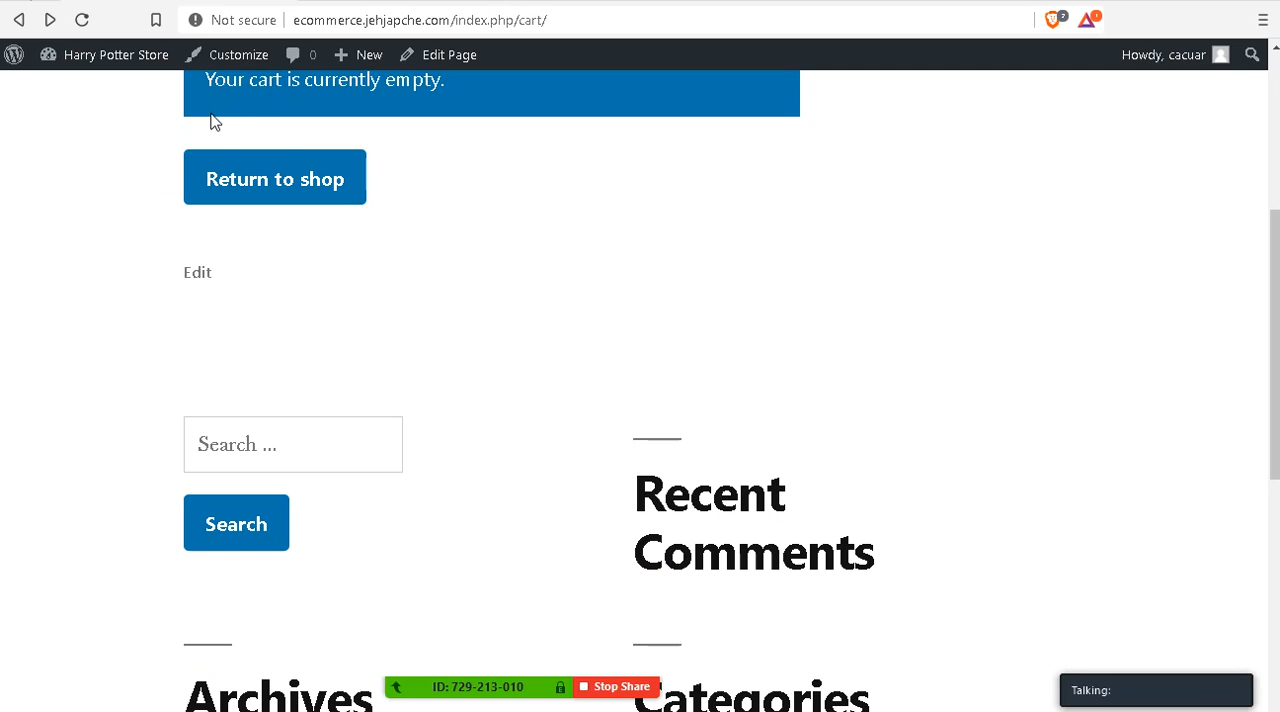 Not secure ecommerce.jehjapche.com/index.php/cart/ 2 1
Harry Potter Store Customize 0 New Edit Page Howdy, cacuar
Your cart is currently empty.
Return to shop
Edit
Search ...
Search
Recent
Comments
Archives
Categories
ID: 729-213-010 Stop Share
Talking: